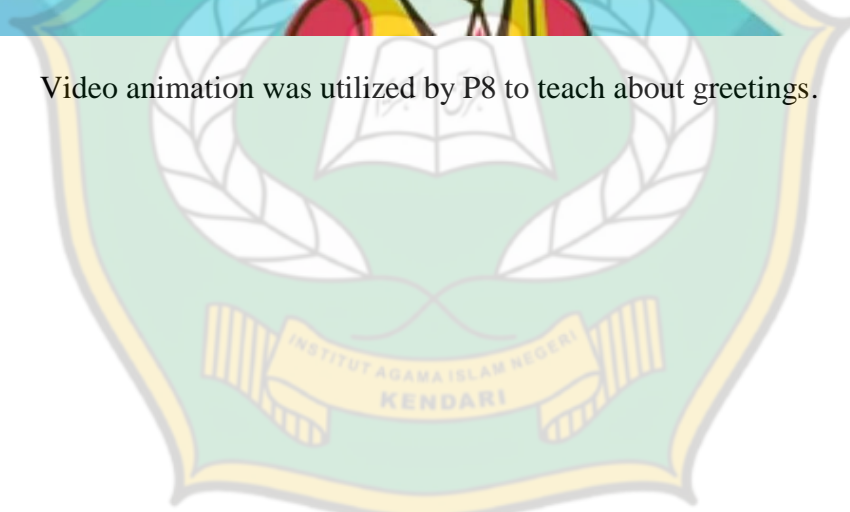 Video animation was utilized by P8 to teach about greetings.
INSTITUT AGAMA ISLAM NEGERI
KENDARI